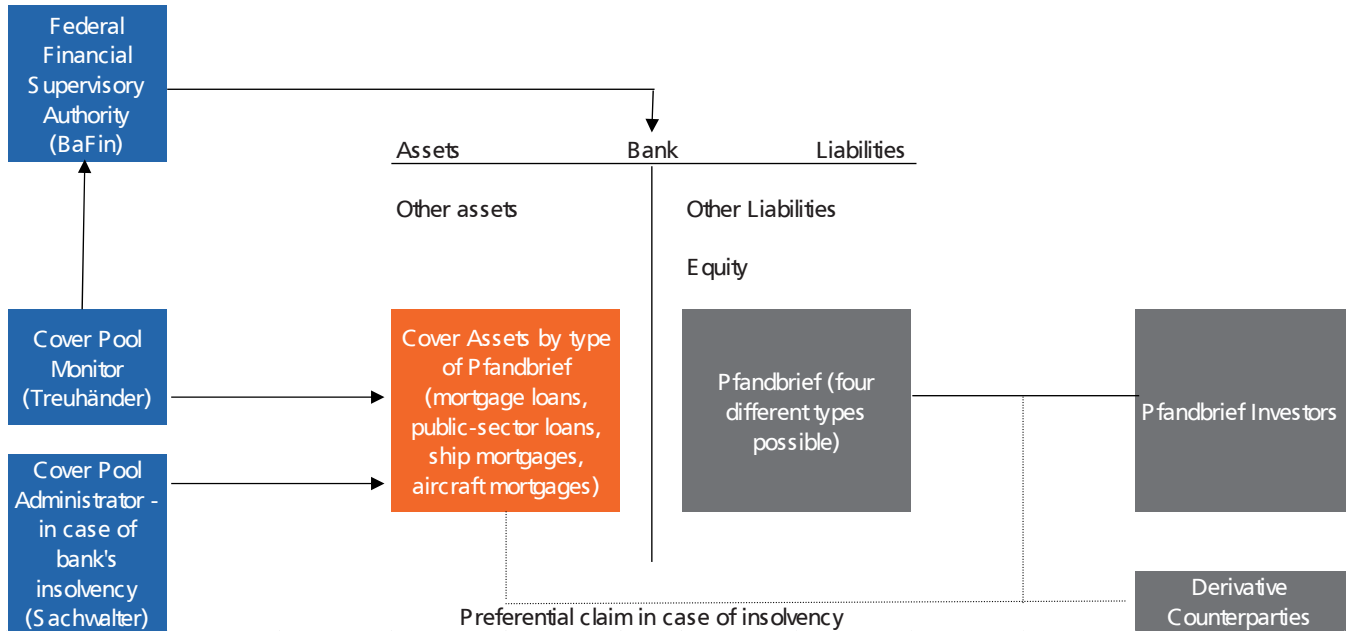 Federal
Financial
Supervisory
Authority
(BaFin)
Assets Bank Liabilities
Other assets
Other Liabilities
Equity
Cover Pool
Monitor
(Treuhänder)
Cover Assets by type
of Pfandbrief
(mortgage loans,
public-sector loans,
ship mortgages,
aircraft mortgages)
Pfandbrief (four
different types
possible)
Pfandbrief Investors
Cover Pool
Administrator -
in case of
bank's
insolvency
(Sachwalter)
Preferential claim in case of insolvency
Derivative
Counterparties